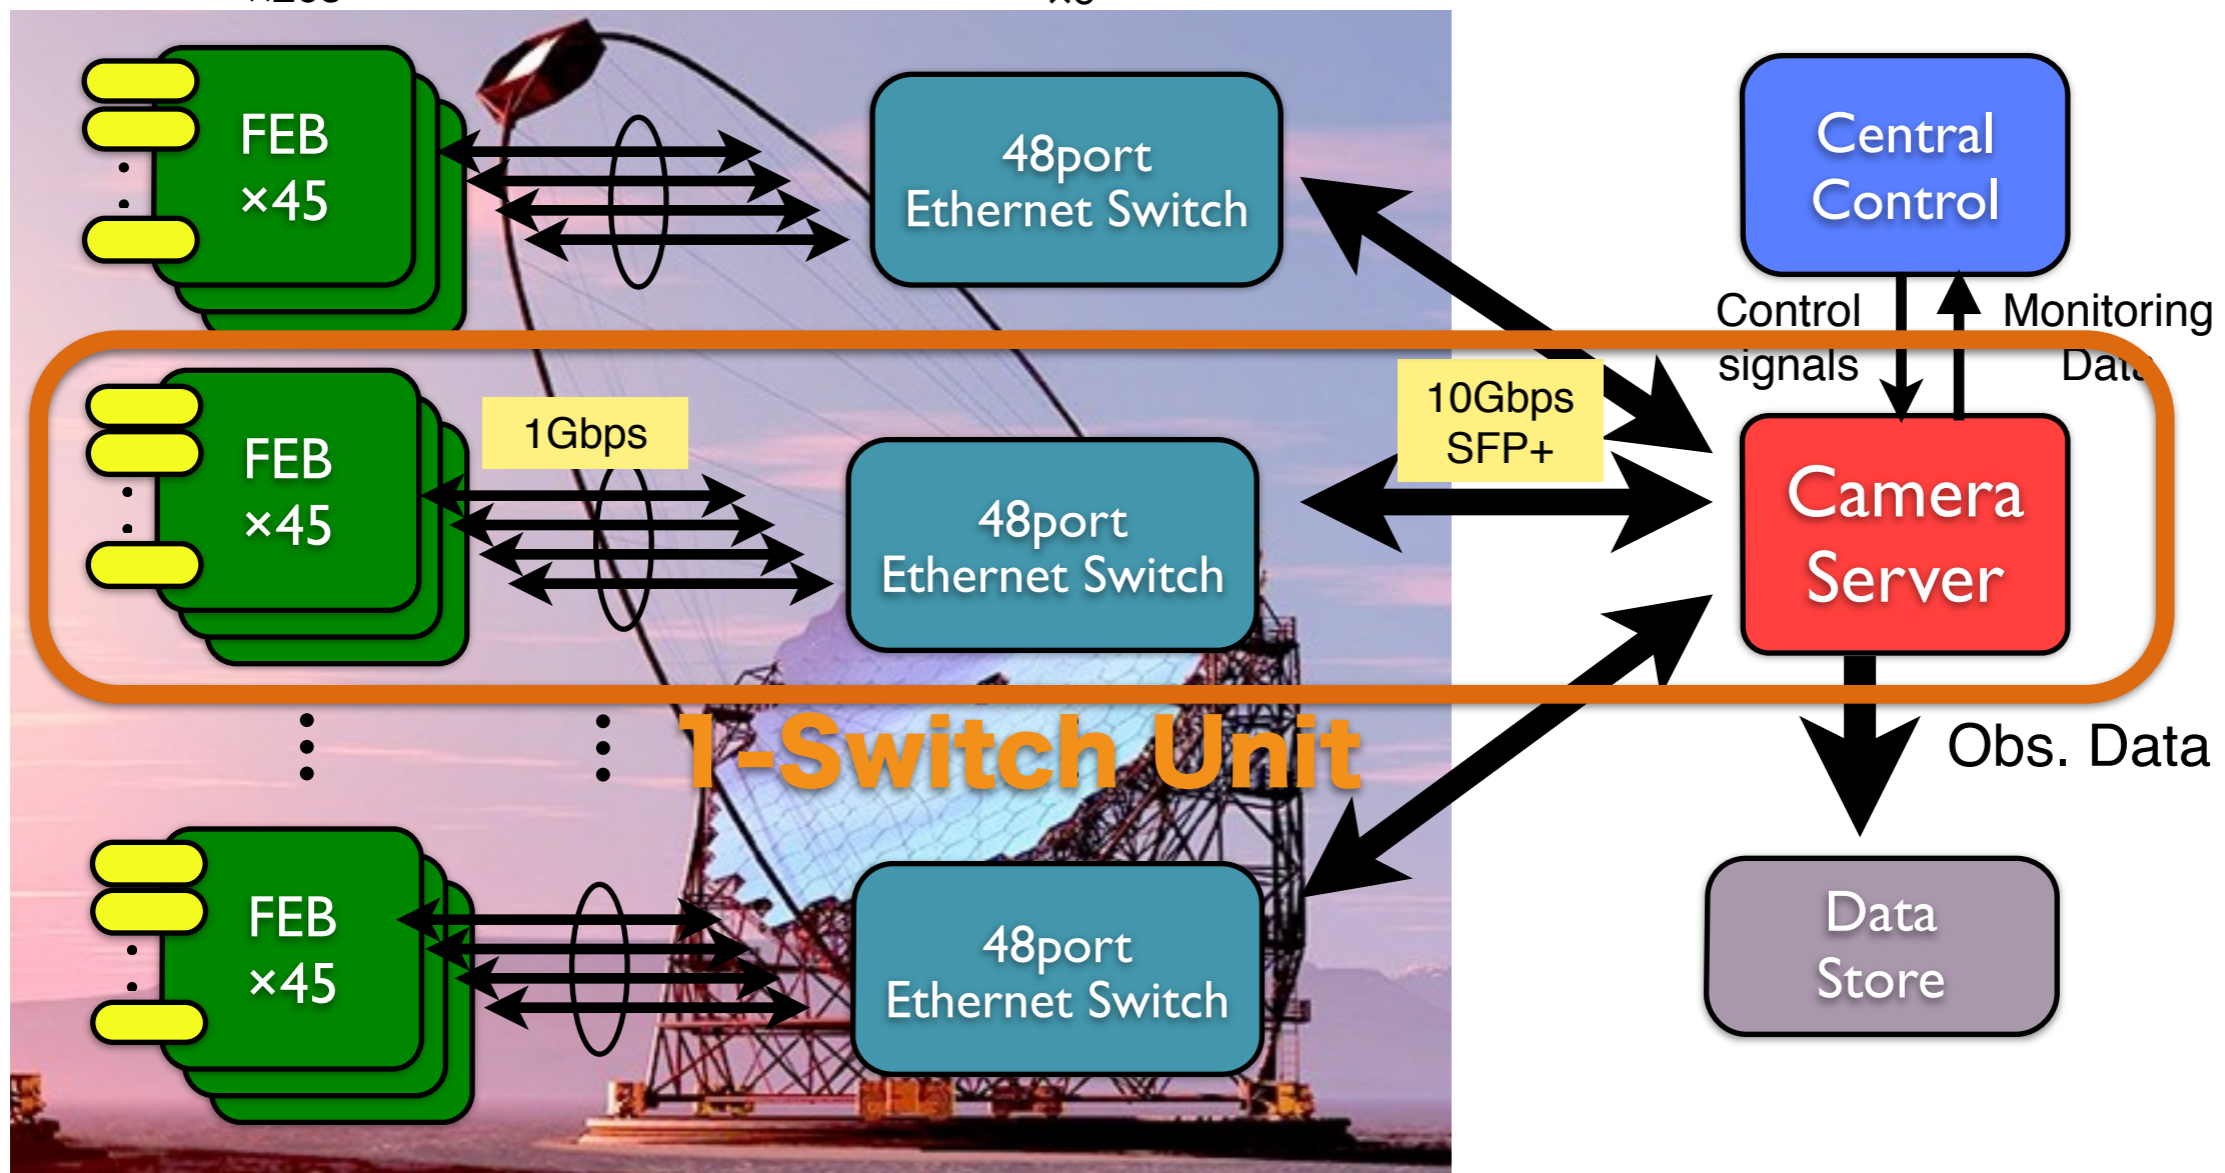 FEB
×45
48port
Ethernet Switch
Central
Control
Control
signals
Monitoring
Data
FEB
×45
1Gbps
48port
Ethernet Switch
10Gbps
SFP+
Camera
Server
1-Switch Unit
Obs. Data
FEB
×45
48port
Ethernet Switch
Data
Store